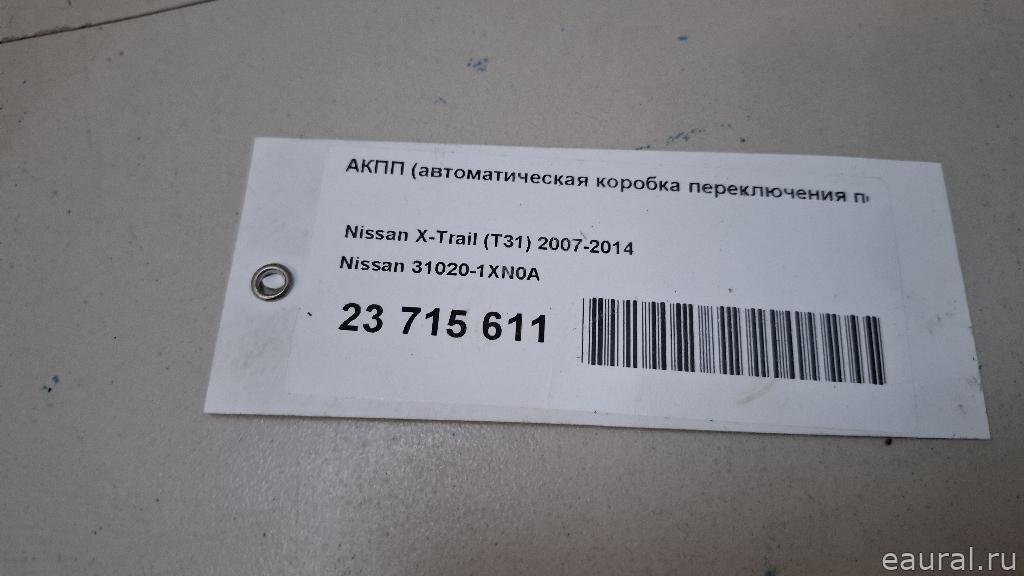 АКПП (автоматическая коробка переключения п
Nissan X-Trail (T31) 2007-2014
Nissan 31020-1XN0A
23 715 611
eaural.ru